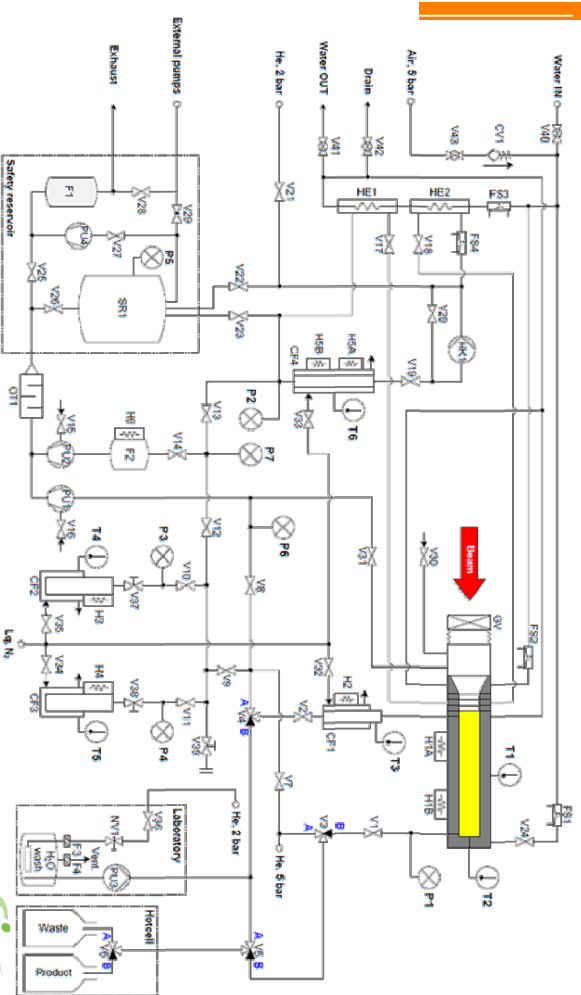 Exhaust
External pumps
He, 2 bar
Water OUT
Drain
Air, 5 bar
Water IN
V41
V42
V43
CV1
V40
F1
V28
V29
V21
HE1
HE2
FS3
Safety reservoir
PU4
V27
P5
V17
V18
FS4
V25
V26
SR1
V22
V23
V20
HK1
OT1
H5B
H5A
CF4
V19
P2
V33
T6
V13
V15
H6
F2
V14
P7
PU2
PU1
V16
P6
V12
V31
V30
Beam
GV
FS2
T4
P3
CF2
H3
V37
V10
V8
V35
Lq. N₂
V34
H4
V38
V11
V9
V32
H2
CF3
T5
P4
V39
A
V4
B
V2
CF1
T3
H1A
T1
H1B
FS1
V7
A
V3
B
V1
V24
P1
T2
He, 5 bar
He, 2 bar
V36
NV1
Laboratory
F3
F4
Vent.
H₂O
wash
PU3
Hotcell
Waste
A
V6
B
Product
A
V5
B